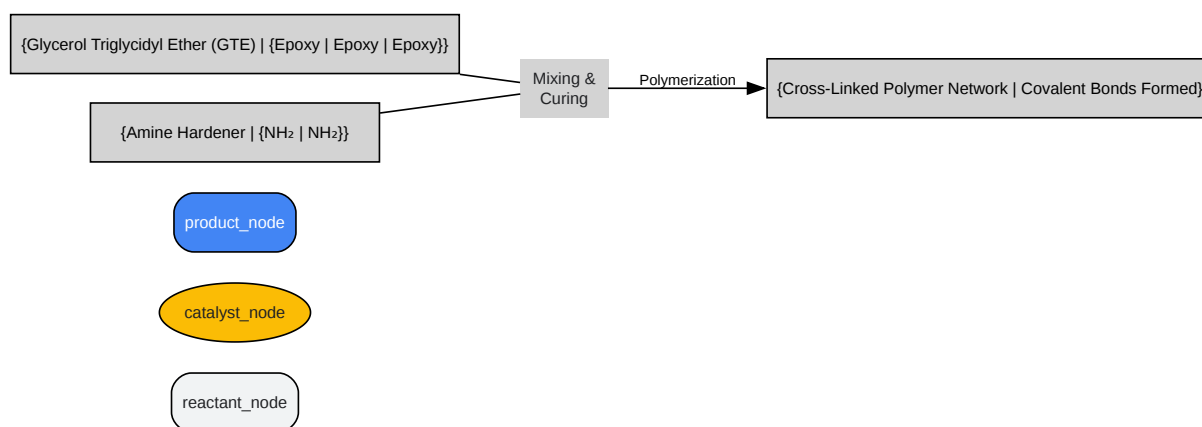 {Glycerol Triglycidyl Ether (GTE) | {Epoxy | Epoxy | Epoxy}}
{Amine Hardener | {NH₂ | NH₂}}
Mixing &
Curing
Polymerization
{Cross-Linked Polymer Network | Covalent Bonds Formed}
product_node
catalyst_node
reactant_node